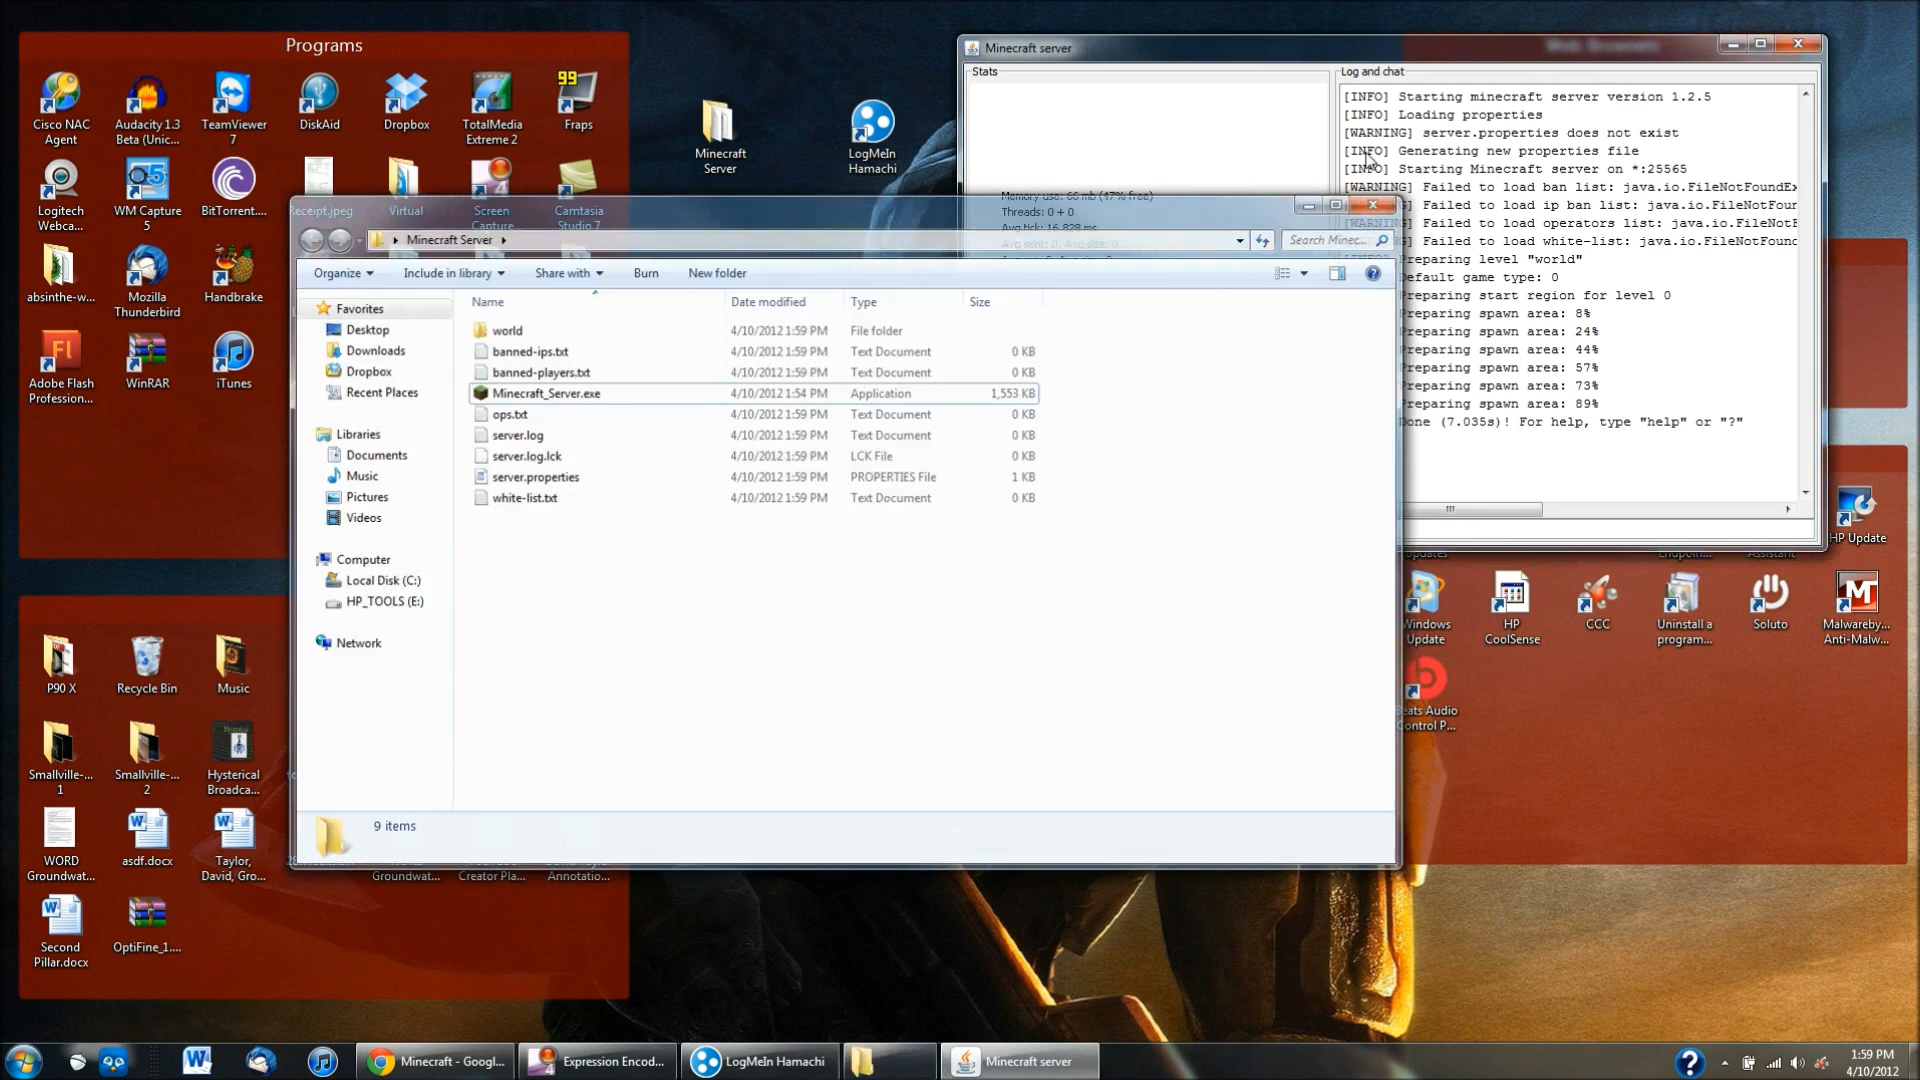 Programs
Cisco NAC
Agent
Audacity 1.3
Beta (Unic...
TeamViewer
7
DiskAid
Dropbox
TotalMedia
Extreme 2
99
Fraps
Logitech
Webca...
WM Capture
5
BitTorrent....
Receipt.jpeg
Virtual
Screen
Capture
Camtasia
Studio 7
absinthe-w...
Mozilla
Thunderbird
Handbrake
Adobe Flash
Profession...
WinRAR
iTunes
Minecraft
Server
LogMeIn
Hamachi
Minecraft server
Stats
Memory use: 66 mb (47% free)
Threads: 0 + 0
Avg tick: 16.828 ms
Log and chat
[INFO] Starting minecraft server version 1.2.5
[INFO] Loading properties
[WARNING] server.properties does not exist
[INFO] Generating new properties file
[INFO] Starting Minecraft server on *:25565
[WARNING] Failed to load ban list: java.io.FileNotFoundEx
Failed to load ip ban list: java.io.FileNotFoun
Failed to load operators list: java.io.FileNotF
Failed to load white-list: java.io.FileNotFound
Preparing level "world"
Default game type: 0
Preparing start region for level 0
Preparing spawn area: 8%
Preparing spawn area: 24%
Preparing spawn area: 44%
Preparing spawn area: 57%
Preparing spawn area: 73%
Preparing spawn area: 89%
Done (7.035s)! For help, type "help" or "?"
Minecraft Server
Search Minec...
Organize
Include in library
Share with
Burn
New folder
Name Date modified Type Size
Favorites
Desktop
Downloads
Dropbox
Recent Places
Libraries
Documents
Music
Pictures
Videos
Computer
Local Disk (C:)
HP_TOOLS (E:)
Network
world 4/10/2012 1:59 PM File folder
banned-ips.txt 4/10/2012 1:59 PM Text Document 0 KB
banned-players.txt 4/10/2012 1:59 PM Text Document 0 KB
Minecraft_Server.exe 4/10/2012 1:54 PM Application 1,553 KB
ops.txt 4/10/2012 1:59 PM Text Document 0 KB
server.log 4/10/2012 1:59 PM Text Document 0 KB
server.log.lck 4/10/2012 1:59 PM LCK File 0 KB
server.properties 4/10/2012 1:59 PM PROPERTIES File 1 KB
white-list.txt 4/10/2012 1:59 PM Text Document 0 KB
9 items
HP Update
Windows
Update
HP
CoolSense
CCC
Uninstall a
program...
Soluto
Malwareby...
Anti-Malw...
Beats Audio
Control P...
P90 X
Recycle Bin
Music
Smallville-...
1
Smallville-...
2
Hysterical
Broadca...
WORD
Groundwat...
asdf.docx
Taylor,
David, Gro...
Groundwat...
Creator Pla...
Annotatio...
Second
Pillar.docx
OptiFine_1....
Minecraft - Googl...
Expression Encod...
LogMeIn Hamachi
Minecraft server
1:59 PM
4/10/2012